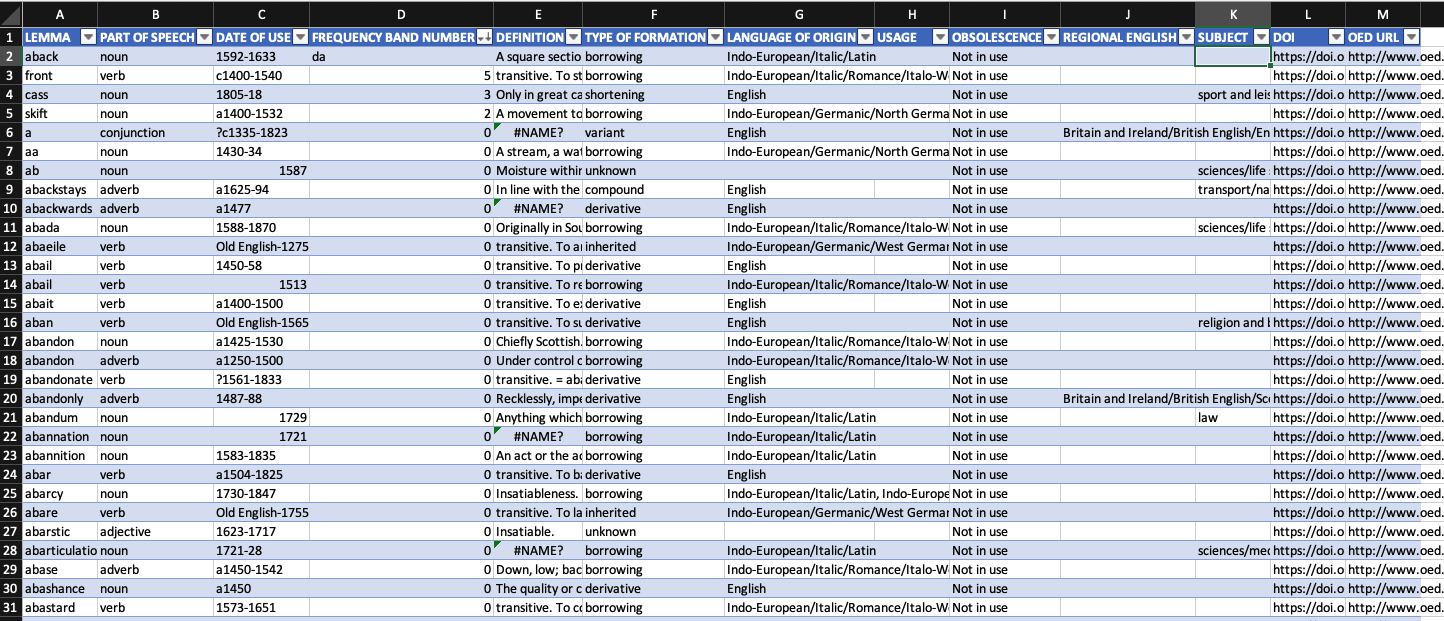 A B C D E F G H I J K L M
1 LEMMA PART OF SPEECH DATE OF USE FREQUENCY BAND NUMBER DEFINITION TYPE OF FORMATION LANGUAGE OF ORIGIN USAGE OBSOLESCENCE REGIONAL ENGLISH SUBJECT DOI OED URL
2 aback noun 1592-1633 da A square sectio borrowing Indo-European/Italic/Latin Not in use https://doi.o http://www.oed.
3 front verb c1400-1540 5 transitive. To st borrowing Indo-European/Italic/Romance/Italo-W Not in use https://doi.o http://www.oed.
4 cass noun 1805-18 3 Only in great ca shortening English Not in use sport and leis https://doi.o http://www.oed.
5 skift noun a1400-1532 2 A movement to borrowing Indo-European/Germanic/North Germa Not in use https://doi.o http://www.oed.
6 a conjunction ?c1335-1823 0 #NAME? variant English Not in use Britain and Ireland/British English/En https://doi.o http://www.oed.
7 aa noun 1430-34 0 A stream, a wat borrowing Indo-European/Germanic/North Germa Not in use https://doi.o http://www.oed.
8 ab noun 1587 0 Moisture within unknown Not in use sciences/life https://doi.o http://www.oed.
9 abackstays adverb a1625-94 0 In line with the compound English Not in use transport/na https://doi.o http://www.oed.
10 abackwards adverb a1477 0 #NAME? derivative English Not in use https://doi.o http://www.oed.
11 abada noun 1588-1870 0 Originally in Sou borrowing Indo-European/Italic/Romance/Italo-W Not in use sciences/life https://doi.o http://www.oed.
12 abaeile verb Old English-1275 0 transitive. To ar inherited Indo-European/Germanic/West German Not in use https://doi.o http://www.oed.
13 abail verb 1450-58 0 transitive. To pr derivative English Not in use https://doi.o http://www.oed.
14 abail verb 1513 0 transitive. To re borrowing Indo-European/Italic/Romance/Italo-W Not in use https://doi.o http://www.oed.
15 abait verb a1400-1500 0 transitive. To ex derivative English Not in use https://doi.o http://www.oed.
16 aban verb Old English-1565 0 transitive. To su derivative English Not in use religion and https://doi.o http://www.oed.
17 abandon noun a1425-1530 0 Chiefly Scottish. borrowing Indo-European/Italic/Romance/Italo-W Not in use https://doi.o http://www.oed.
18 abandon adverb a1250-1500 0 Under control o borrowing Indo-European/Italic/Romance/Italo-W Not in use https://doi.o http://www.oed.
19 abandonate verb ?1561-1833 0 transitive. = aba derivative English Not in use https://doi.o http://www.oed.
20 abandonly adverb 1487-88 0 Recklessly, impe derivative English Not in use Britain and Ireland/British English/Sco https://doi.o http://www.oed.
21 abandum noun 1729 0 Anything which borrowing Indo-European/Italic/Latin Not in use law https://doi.o http://www.oed.
22 abannation noun 1721 0 #NAME? borrowing Indo-European/Italic/Latin Not in use https://doi.o http://www.oed.
23 abannition noun 1583-1835 0 An act or the ac borrowing Indo-European/Italic/Latin Not in use https://doi.o http://www.oed.
24 abar verb a1504-1825 0 transitive. To ba derivative English Not in use https://doi.o http://www.oed.
25 abarcy noun 1730-1847 0 Insatiableness. borrowing Indo-European/Italic/Latin, Indo-Europe Not in use https://doi.o http://www.oed.
26 abare verb Old English-1755 0 transitive. To la inherited Indo-European/Germanic/West German Not in use https://doi.o http://www.oed.
27 abarstic adjective 1623-1717 0 Insatiable. unknown Not in use https://doi.o http://www.oed.
28 abarticulatio noun 1721-28 0 #NAME? borrowing Indo-European/Italic/Latin Not in use sciences/med https://doi.o http://www.oed.
29 abase adverb a1450-1542 0 Down, low; bac borrowing Indo-European/Italic/Romance/Italo-W Not in use https://doi.o http://www.oed.
30 abashance noun a1450 0 The quality or c derivative English Not in use https://doi.o http://www.oed.
31 abastard verb 1573-1651 0 transitive. To co borrowing Indo-European/Italic/Romance/Italo-W Not in use https://doi.o http://www.oed.